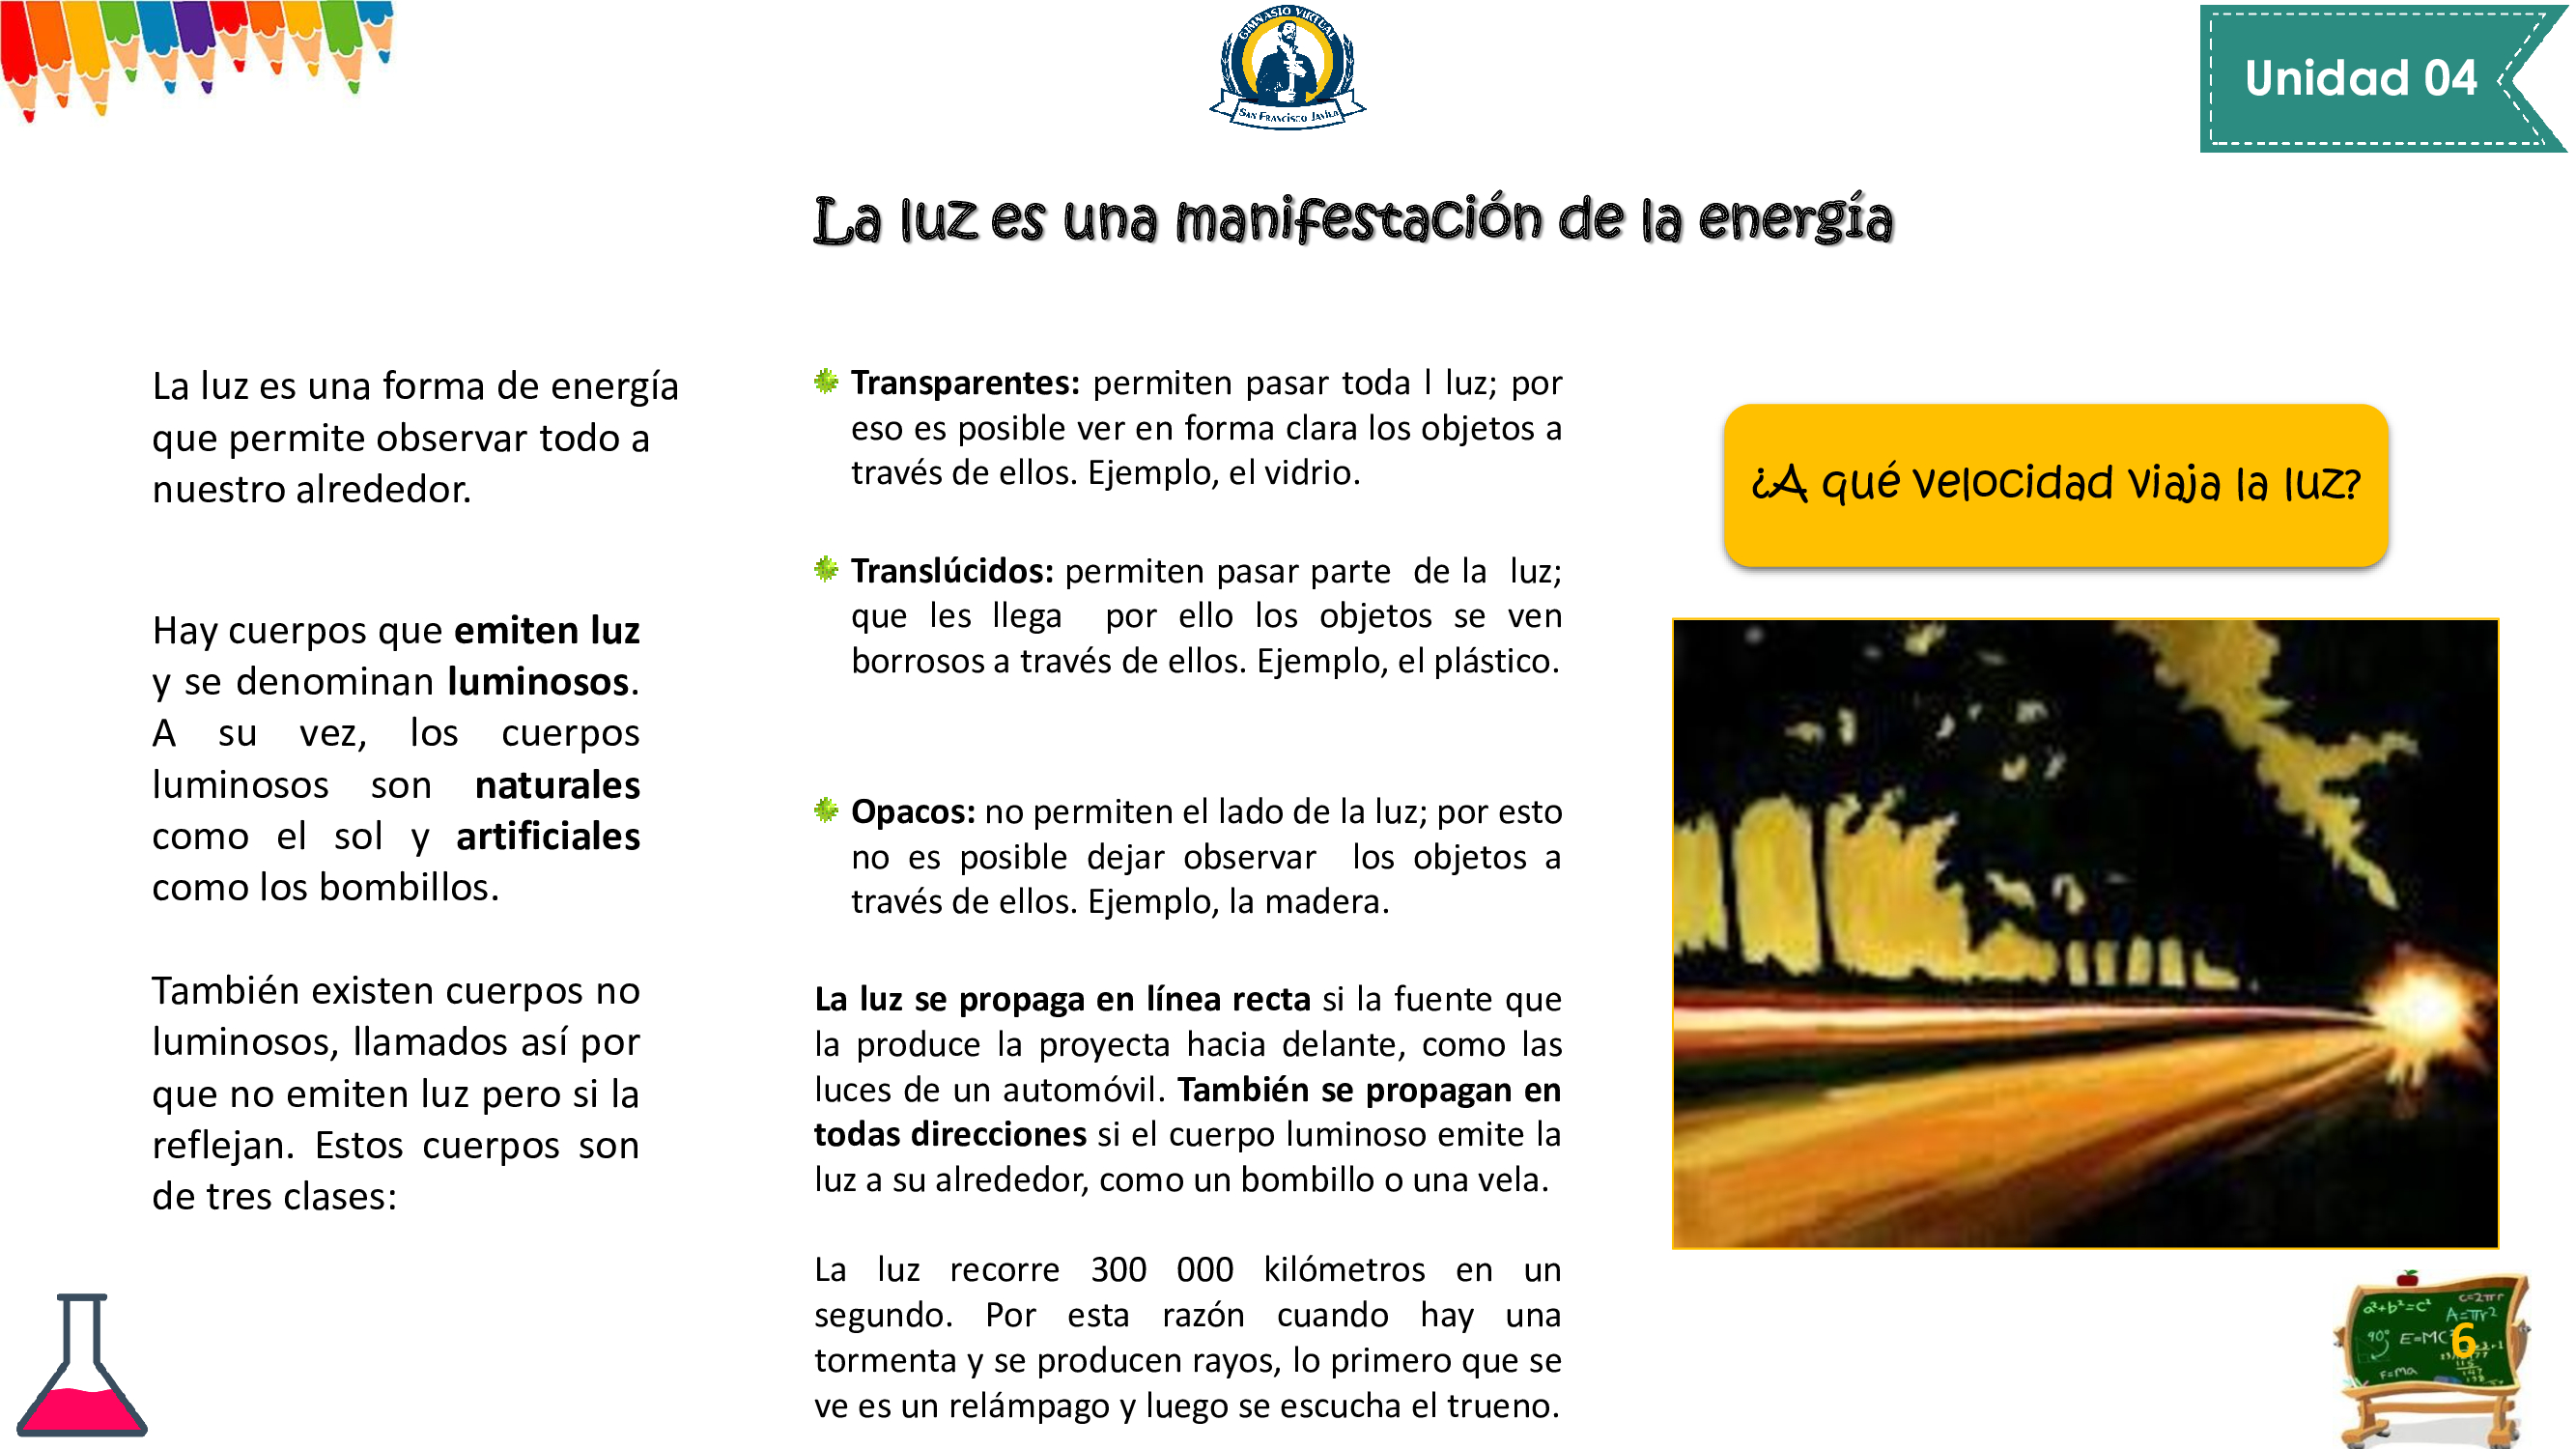 GIMNASIO VIRTUAL
SAN FRANCISCO JAVIER
Unidad 04
La luz es una manifestación de la energía
La luz es una forma de energía
que permite observar todo a
nuestro alrededor.
Hay cuerpos que emiten luz
y se denominan luminosos.
A su vez, los cuerpos
luminosos son naturales
como el sol y artificiales
como los bombillos.
También existen cuerpos no
luminosos, llamados así por
que no emiten luz pero si la
reflejan. Estos cuerpos son
de tres clases:
Transparentes: permiten pasar toda l luz; por
eso es posible ver en forma clara los objetos a
través de ellos. Ejemplo, el vidrio.
Translúcidos: permiten pasar parte de la luz;
que les llega por ello los objetos se ven
borrosos a través de ellos. Ejemplo, el plástico.
Opacos: no permiten el lado de la luz; por esto
no es posible dejar observar los objetos a
través de ellos. Ejemplo, la madera.
La luz se propaga en línea recta si la fuente que
la produce la proyecta hacia delante, como las
luces de un automóvil. También se propagan en
todas direcciones si el cuerpo luminoso emite la
luz a su alrededor, como un bombillo o una vela.
La luz recorre 300 000 kilómetros en un
segundo. Por esta razón cuando hay una
tormenta y se producen rayos, lo primero que se
ve es un relámpago y luego se escucha el trueno.
¿A qué velocidad viaja la luz?
a²+b²=c²
c=2πr
A=πr²
90°
E=MC
F=ma
6